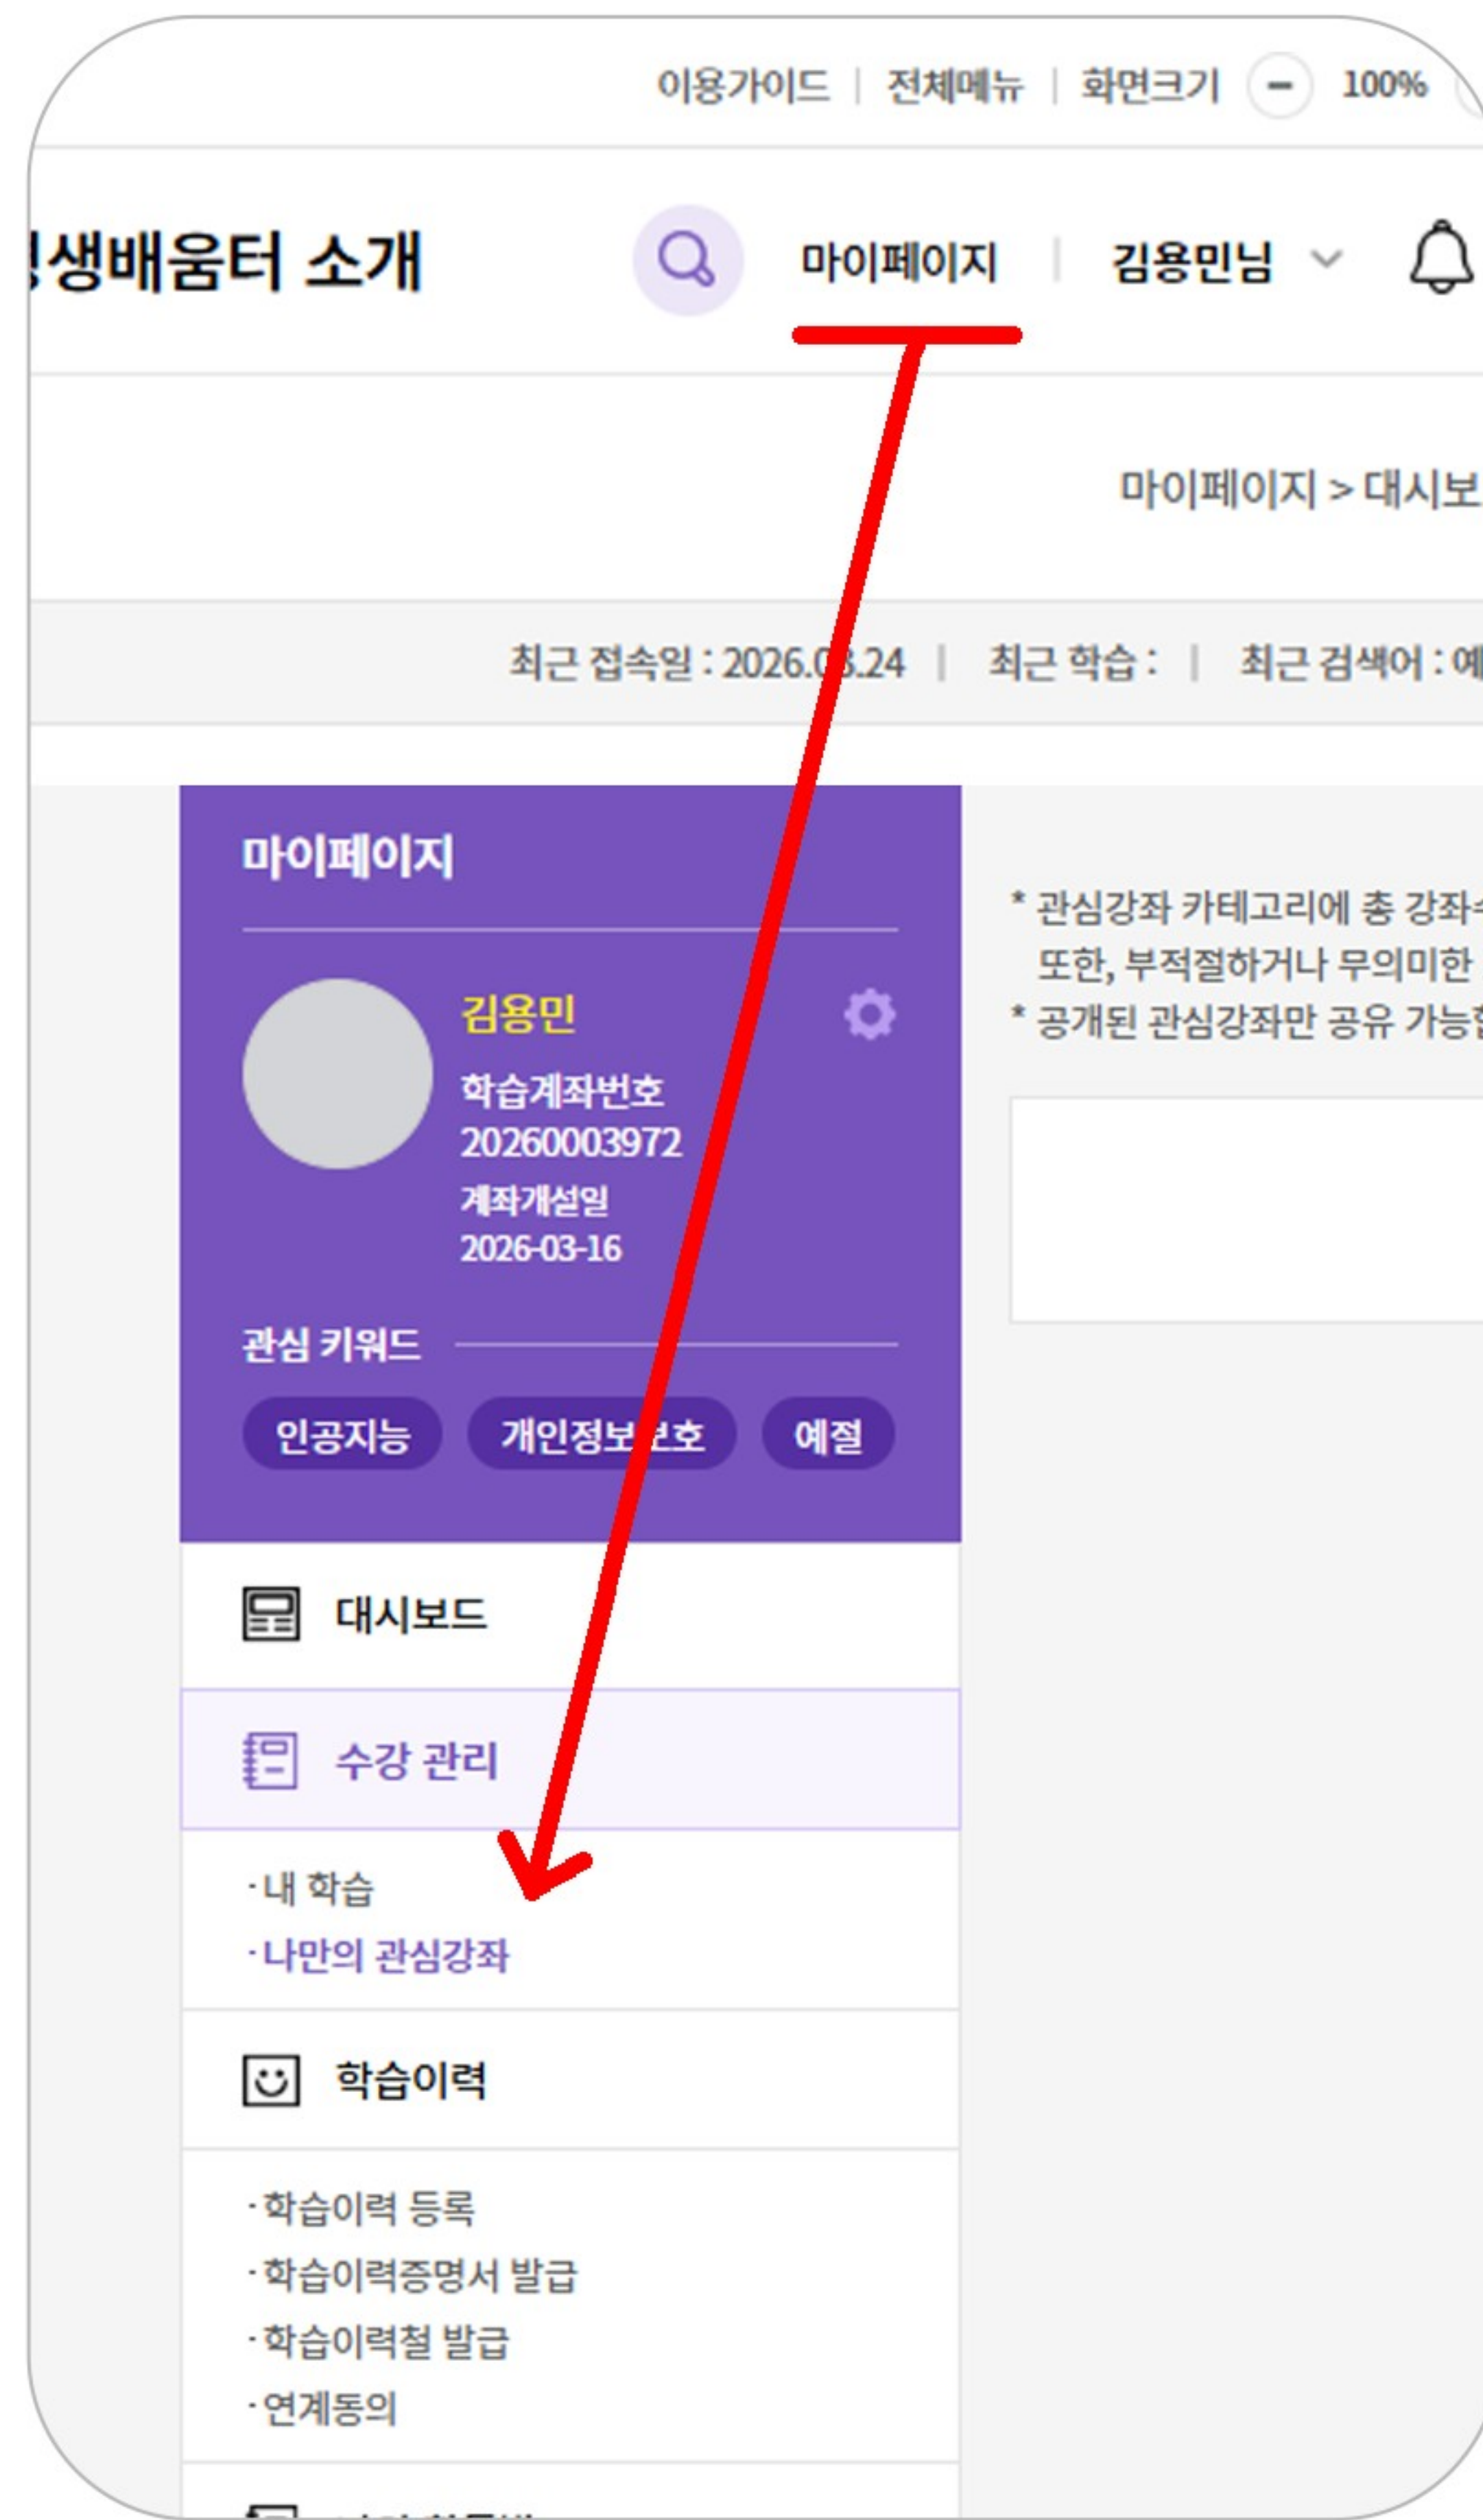 이용가이드 | 전체메뉴 | 화면크기 - 100%
생배움터 소개 마이페이지 | 김용민님
마이페이지 > 대시보
최근 접속일 : 2026.03.24 | 최근 학습 : | 최근 검색어 : 예
마이페이지
김용민
학습계좌번호
20260003972
계좌개설일
2026-03-16
관심 키워드
인공지능 개인정보보호 예절
* 관심강좌 카테고리에 총 강좌수
또한, 부적절하거나 무의미한
* 공개된 관심강좌만 공유 가능합
대시보드
수강 관리
· 내 학습
· 나만의 관심강좌
학습이력
· 학습이력 등록
· 학습이력증명서 발급
· 학습이력철 발급
· 연계동의